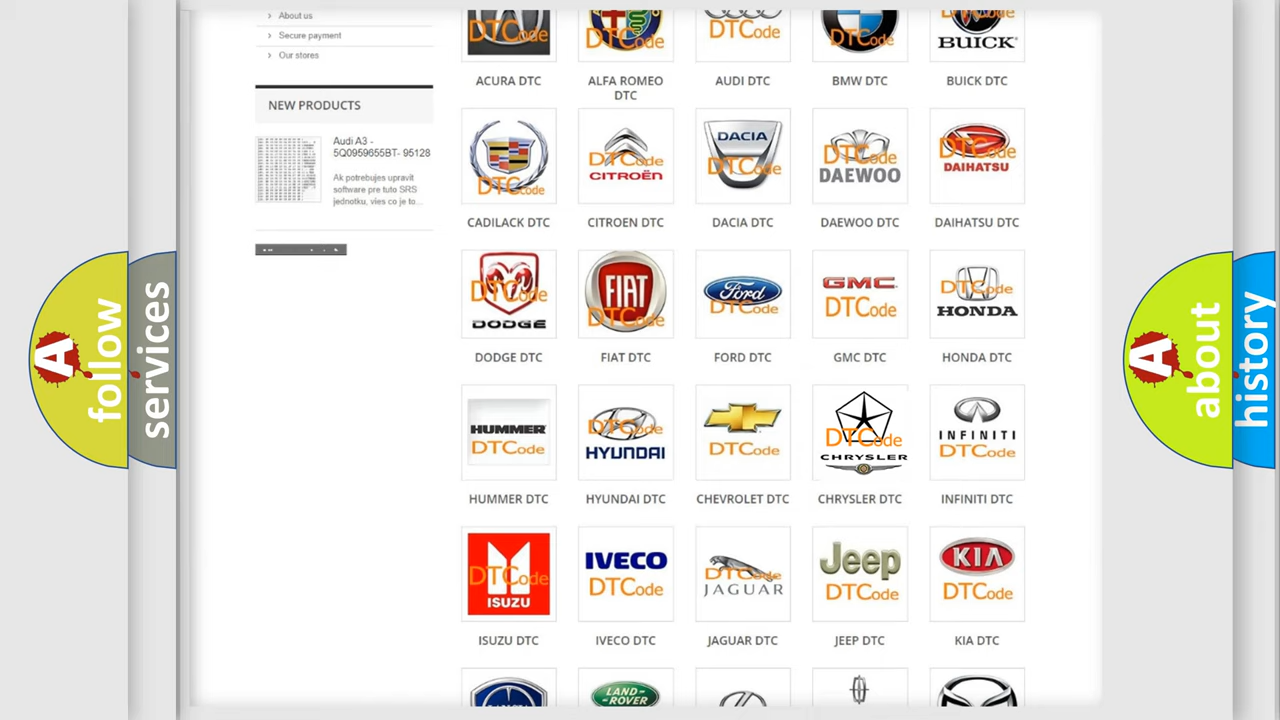 About us
Secure payment
Our stores
NEW PRODUCTS
Audi A3 -
5Q0959655BT- 95128
Ak potrebujes upravit
software pre tuto SRS
jednotku, vies co je to...
DTCode
DTCode
DTCode
DTCode
BUICK
ACURA DTC
ALFA ROMEO
DTC
AUDI DTC
BMW DTC
BUICK DTC
DTCode
DTCode
CITROËN
DACIA
DTCode
DTCode
DAEWOO
DTCode
DAIHATSU
CADILACK DTC
CITROEN DTC
DACIA DTC
DAEWOO DTC
DAIHATSU DTC
DTCode
DODGE
FIAT
DTCode
Ford
DTCode
GMC
DTCode
DTCode
HONDA
DODGE DTC
FIAT DTC
FORD DTC
GMC DTC
HONDA DTC
HUMMER
DTCode
DTCode
HYUNDAI
DTCode
DTCode
CHRYSLER
INFINITI
DTCode
HUMMER DTC
HYUNDAI DTC
CHEVROLET DTC
CHRYSLER DTC
INFINITI DTC
DTCode
ISUZU
IVECO
DTCode
DTCode
JAGUAR
Jeep
DTCode
KIA
DTCode
ISUZU DTC
IVECO DTC
JAGUAR DTC
JEEP DTC
KIA DTC
LAND-
ROVER
A follow
services
A about
history